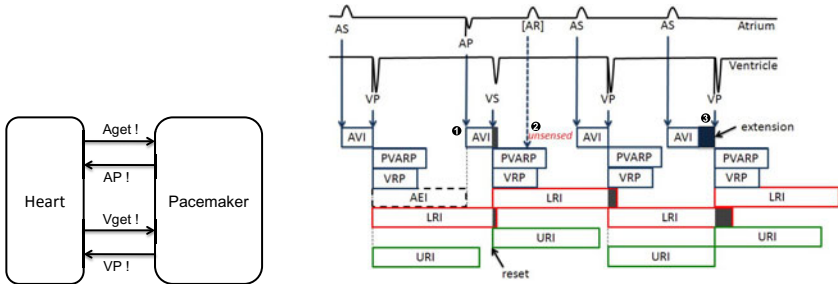 Aget !
AP !
Heart
Pacemaker
Vget !
VP !
AS
AP
[AR]
AS
AS
Atrium
Ventricle
VP
VS
VP
VP
❶
❷
unsensed
❸
extension
AVI
AVI
AVI
AVI
PVARP
PVARP
PVARP
PVARP
VRP
VRP
VRP
VRP
AEI
LRI
LRI
LRI
LRI
URI
URI
URI
URI
reset